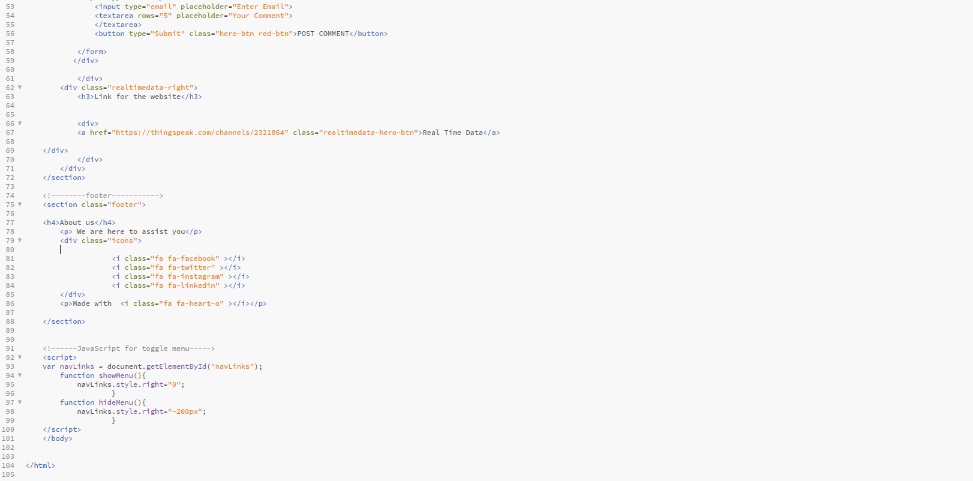 53 <input type="email" placeholder="Enter Email">
54 <textarea rows="5" placeholder="Your Comment">
55 </textarea>
56 <button type="Submit" class="hero-btn red-btn">POST COMMENT</button>
57
58 </form>
59 </div>
60
61 </div>
62 <div class="realtimedata-right">
63 <h3>Link for the website</h3>
64
65
66 <div>
67 <a href="https://thingspeak.com/channels/2321864" class="realtimedata-hero-btn">Real Time Data</a>
68
69 </div>
70 </div>
71 </div>
72 </section>
73
74 <!--------footer----------->
75 <section class="footer">
76
77 <h4>About us</h4>
78 <p> We are here to assist you</p>
79 <div class="icons">
80
81 <i class="fa fa-facebook" ></i>
82 <i class="fa fa-twitter" ></i>
83 <i class="fa fa-instagram" ></i>
84 <i class="fa fa-linkedin" ></i>
85 </div>
86 <p>Made with <i class="fa fa-heart-o" ></i></p>
87
88 </section>
89
90
91 <!------JavaScript for toggle menu----->
92 <script>
93 var navLinks = document.getElementById("navLinks");
94 function showMenu(){
95 navLinks.style.right="0";
96 }
97 function hideMenu(){
98 navLinks.style.right="-200px";
99 }
100 </script>
101 </body>
102
103
104 </html>
105